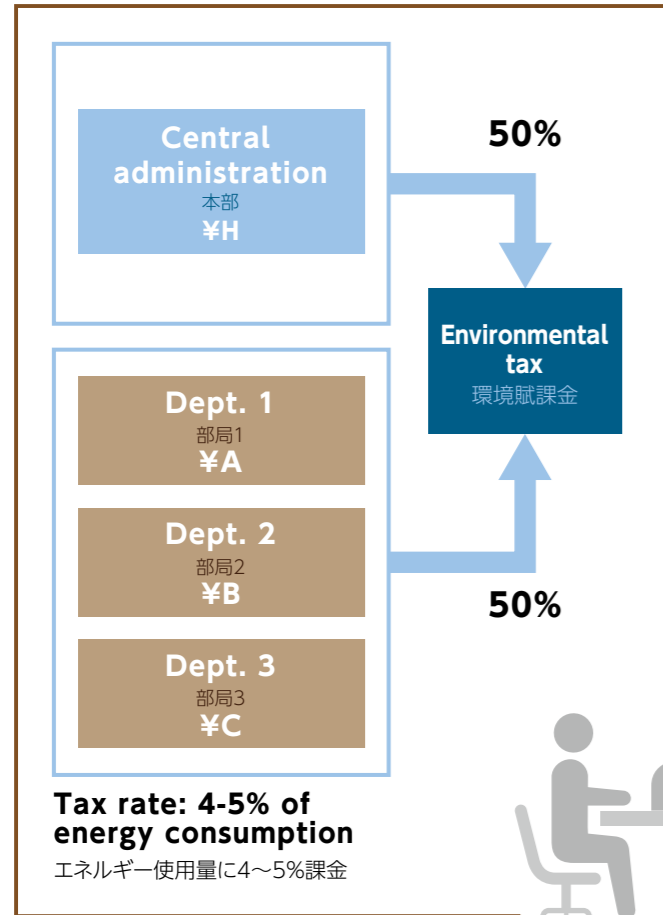 Central
administration
本部
¥H
50%
Environmental
tax
環境賦課金
Dept. 1
部局1
¥A
Dept. 2
部局2
¥B
Dept. 3
部局3
¥C
50%
Tax rate: 4-5% of
energy consumption
エネルギー使用量に4〜5%課金